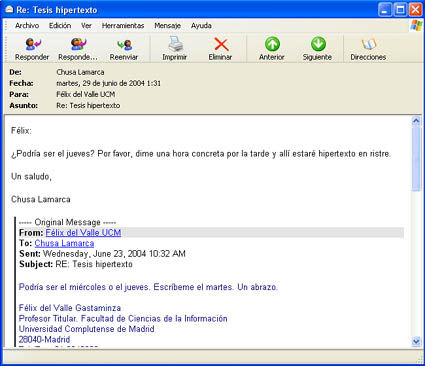 Re: Tesis hipertexto
Archivo Edición Ver Herramientas Mensaje Ayuda
Responder Responde... Reenviar Imprimir Eliminar Anterior Siguiente Direcciones
De: Chusa Lamarca
Fecha: martes, 29 de junio de 2004 1:31
Para: Félix del Valle UCM
Asunto: Re: Tesis hipertexto
Félix:
¿Podría ser el jueves? Por favor, dime una hora concreta por la tarde y allí estaré hipertexto en ristre.
Un saludo,
Chusa Lamarca
----- Original Message -----
From: Félix del Valle UCM
To: Chusa Lamarca
Sent: Wednesday, June 23, 2004 10:32 AM
Subject: RE: Tesis hipertexto
Podría ser el miércoles o el jueves. Escríbeme el martes. Un abrazo.
Félix del Valle Gastaminza
Profesor Titular. Facultad de Ciencias de la Información
Universidad Complutense de Madrid
28040-Madrid